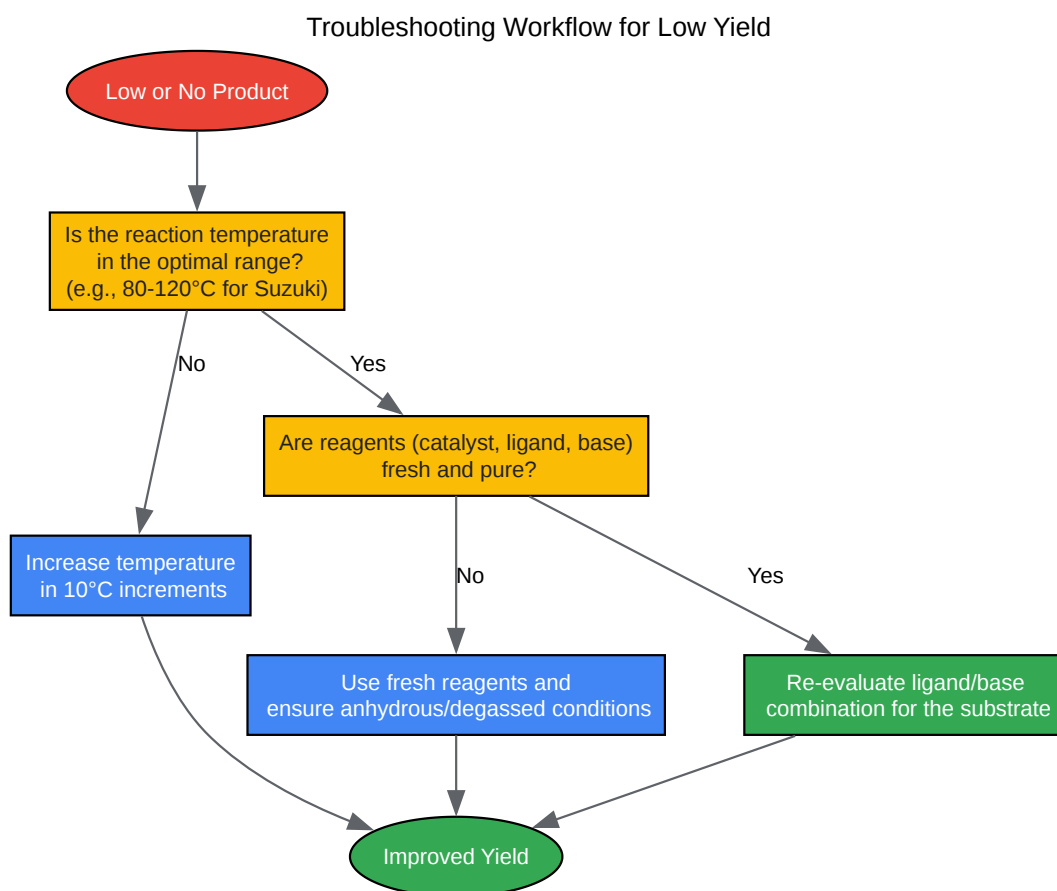 Troubleshooting Workflow for Low Yield
Low or No Product
Is the reaction temperature
in the optimal range?
(e.g., 80-120°C for Suzuki)
No
Yes
Are reagents (catalyst, ligand, base)
fresh and pure?
Increase temperature
in 10°C increments
No
Yes
Use fresh reagents and
ensure anhydrous/degassed conditions
Re-evaluate ligand/base
combination for the substrate
Improved Yield